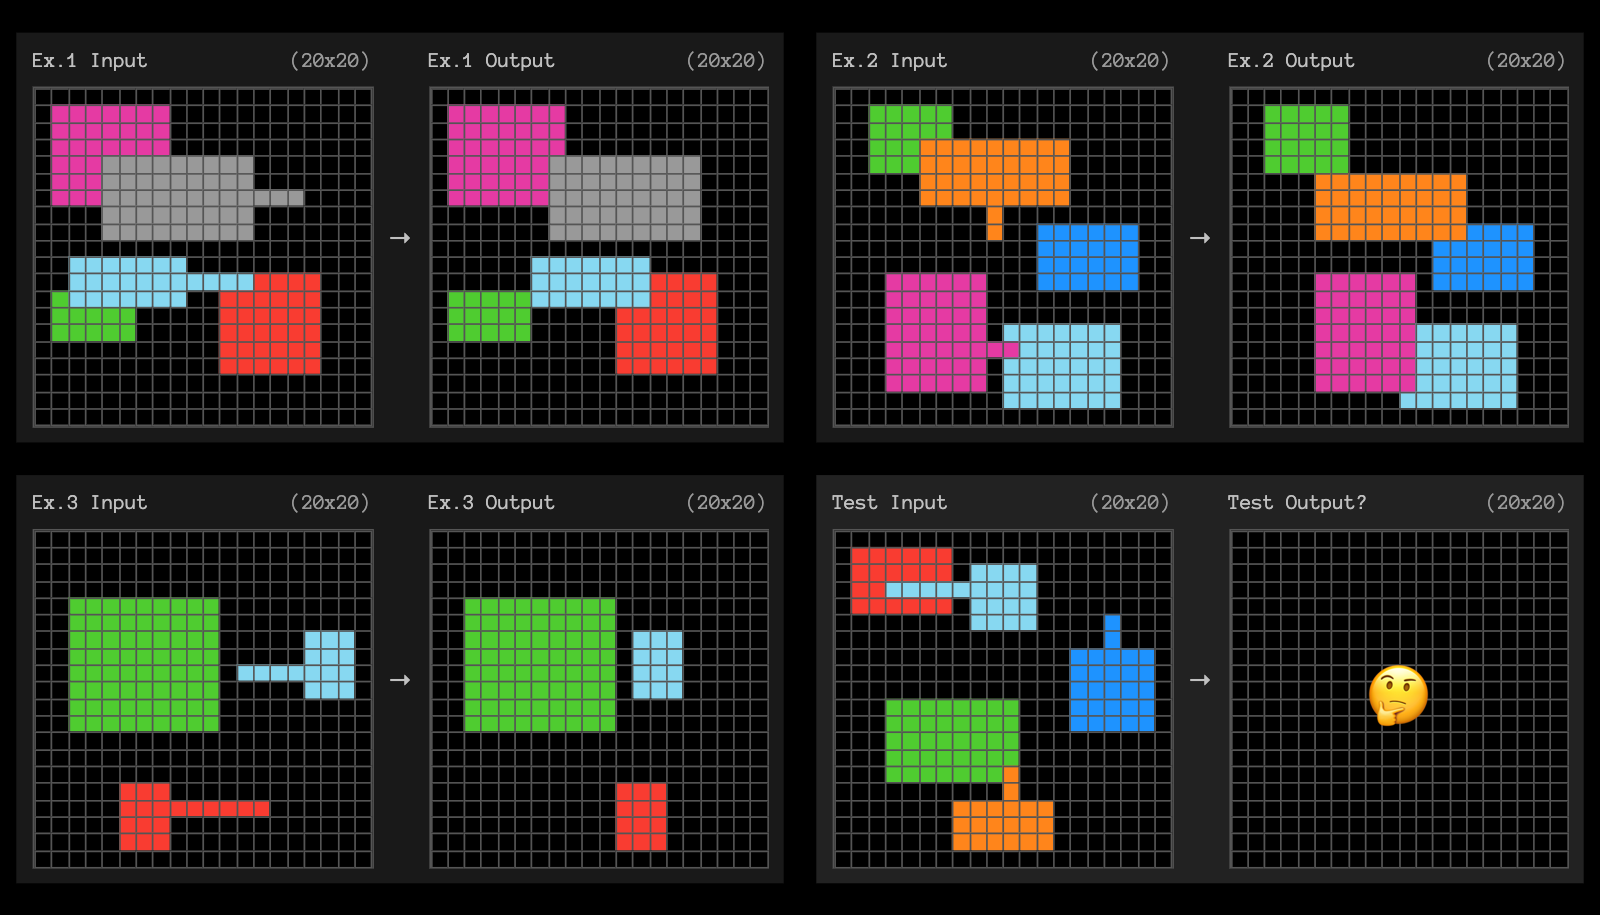 Ex.1 Input (20x20) Ex.1 Output (20x20)
Ex.2 Input (20x20) Ex.2 Output (20x20)
→
→
Ex.3 Input (20x20) Ex.3 Output (20x20)
Test Input (20x20) Test Output? (20x20)
→
→